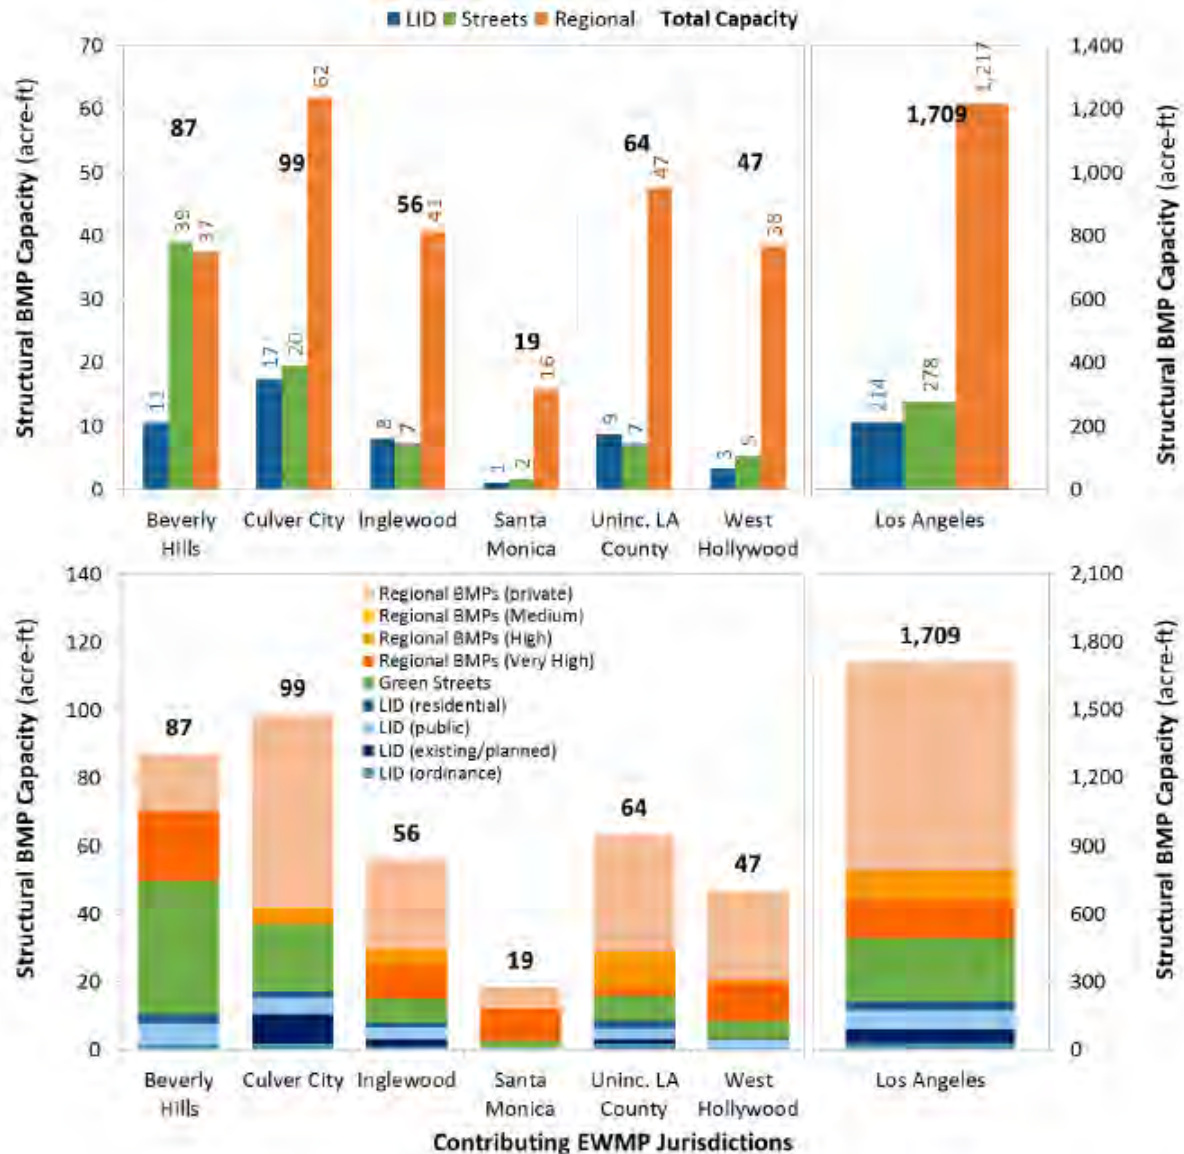 LID Streets Regional Total Capacity
Structural BMP Capacity (acre-ft)
70
60
50
40
30
20
10
0
87
11 39 37
99
17 20 62
56
8 7 41
19
1 2 16
64
9 7 47
47
3 5 38
1,709
214 278 1,217
1,400
1,200
1,000
800
600
400
200
0
Structural BMP Capacity (acre-ft)
Beverly Hills
Culver City
Inglewood
Santa Monica
Uninc. LA County
West Hollywood
Los Angeles
Structural BMP Capacity (acre-ft)
140
120
100
80
60
40
20
0
Regional BMPs (private)
Regional BMPs (Medium)
Regional BMPs (High)
Regional BMPs (Very High)
Green Streets
LID (residential)
LID (public)
LID (existing/planned)
LID (ordinance)
87
99
56
19
64
47
1,709
2,100
1,800
1,500
1,200
900
600
300
0
Structural BMP Capacity (acre-ft)
Beverly Hills
Culver City
Inglewood
Santa Monica
Uninc. LA County
West Hollywood
Los Angeles
Contributing EWMP Jurisdictions